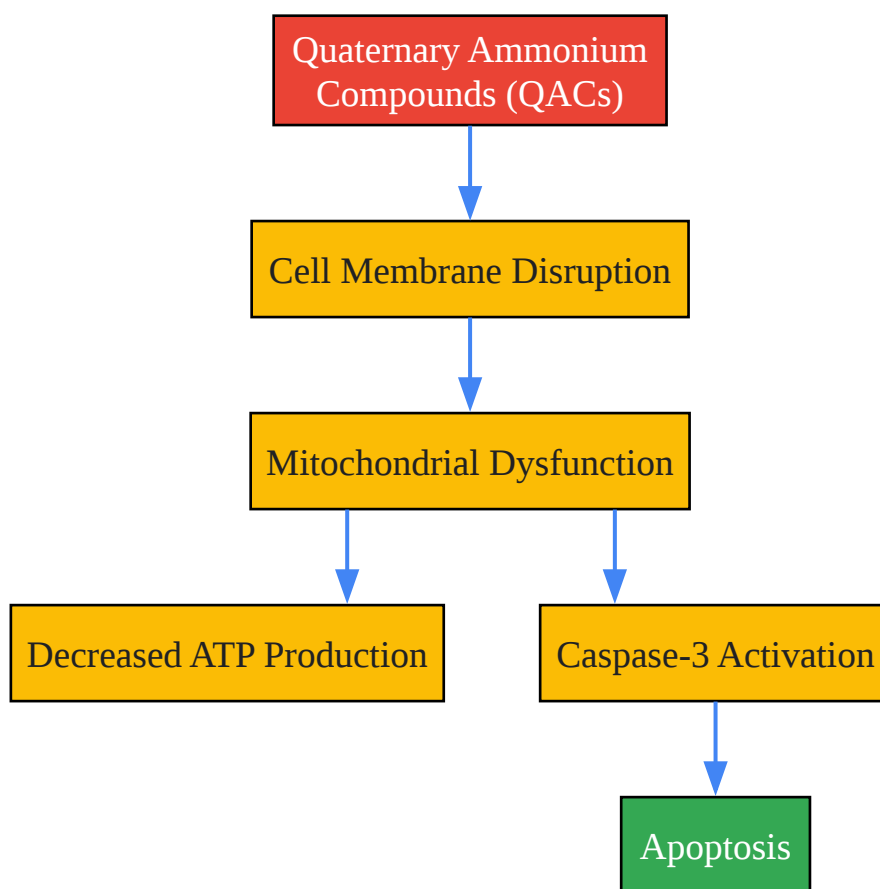 Quaternary Ammonium
Compounds (QACs)
Cell Membrane Disruption
Mitochondrial Dysfunction
Decreased ATP Production
Caspase-3 Activation
Apoptosis